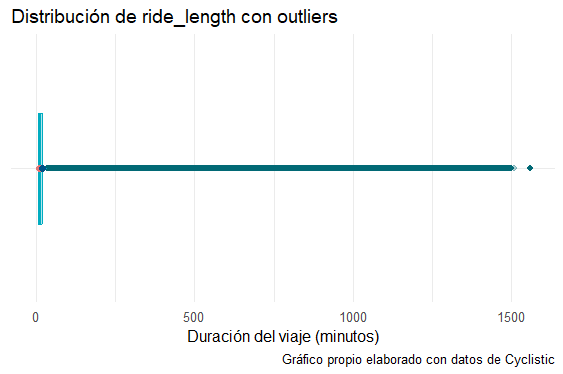 Distribución de ride_length con outliers
0 500 1000 1500
Duración del viaje (minutos)
Gráfico propio elaborado con datos de Cyclistic